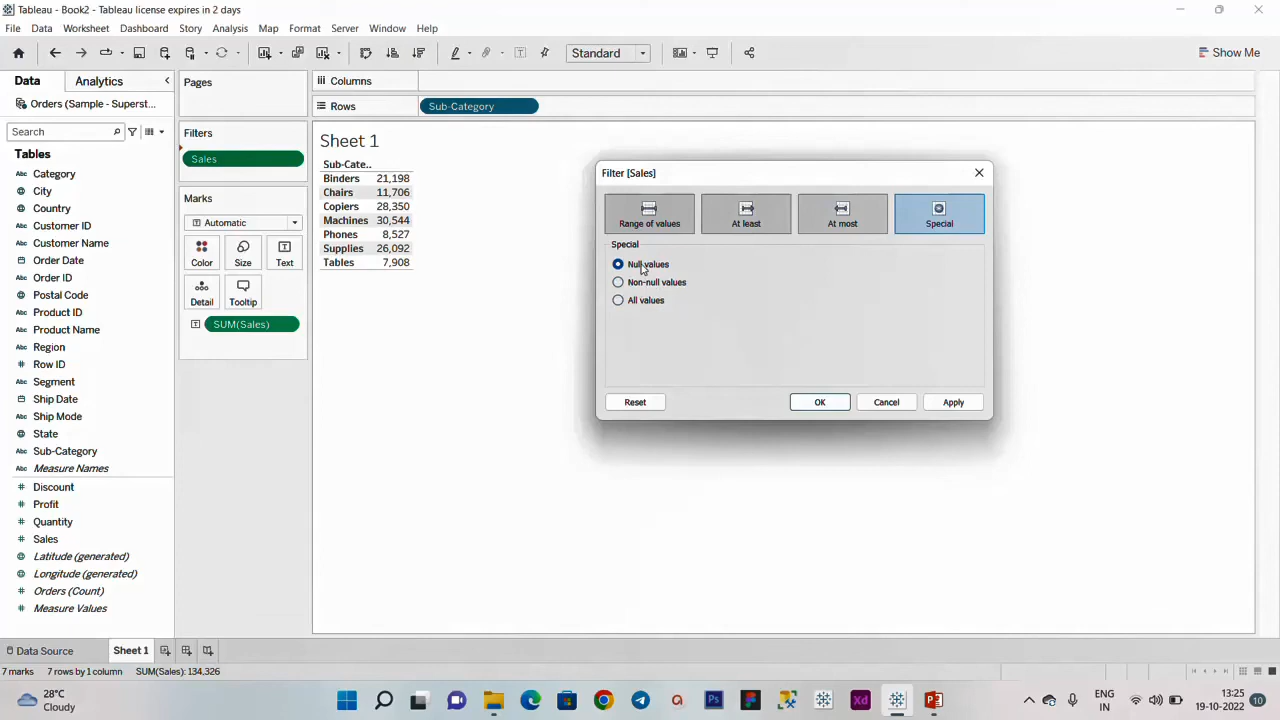 Tableau - Book2 - Tableau license expires in 2 days
File Data Worksheet Dashboard Story Analysis Map Format Server Window Help
Standard
Show Me
Data Analytics
Pages
Columns
Orders (Sample - Superst...
Rows
Sub-Category
Search
Filters
Sheet 1
Tables
Sales
Sub-Cate..
Category
City
Country
Customer ID
Customer Name
Order Date
Order ID
Postal Code
Product ID
Product Name
Region
Row ID
Segment
Ship Date
Ship Mode
State
Sub-Category
Measure Names
Discount
Profit
Quantity
Sales
Latitude (generated)
Longitude (generated)
Orders (Count)
Measure Values
Marks
Automatic
Color Size Text
Detail Tooltip
SUM(Sales)
Binders 21,198
Chairs 11,706
Copiers 28,350
Machines 30,544
Phones 8,527
Supplies 26,092
Tables 7,908
Filter [Sales]
Range of values At least At most Special
Special
Null values
Non-null values
All values
Reset OK Cancel Apply
Data Source Sheet 1
7 marks 7 rows by 1 column SUM(Sales): 134,326
28°C
Cloudy
ENG
IN
13:25
19-10-2022
10